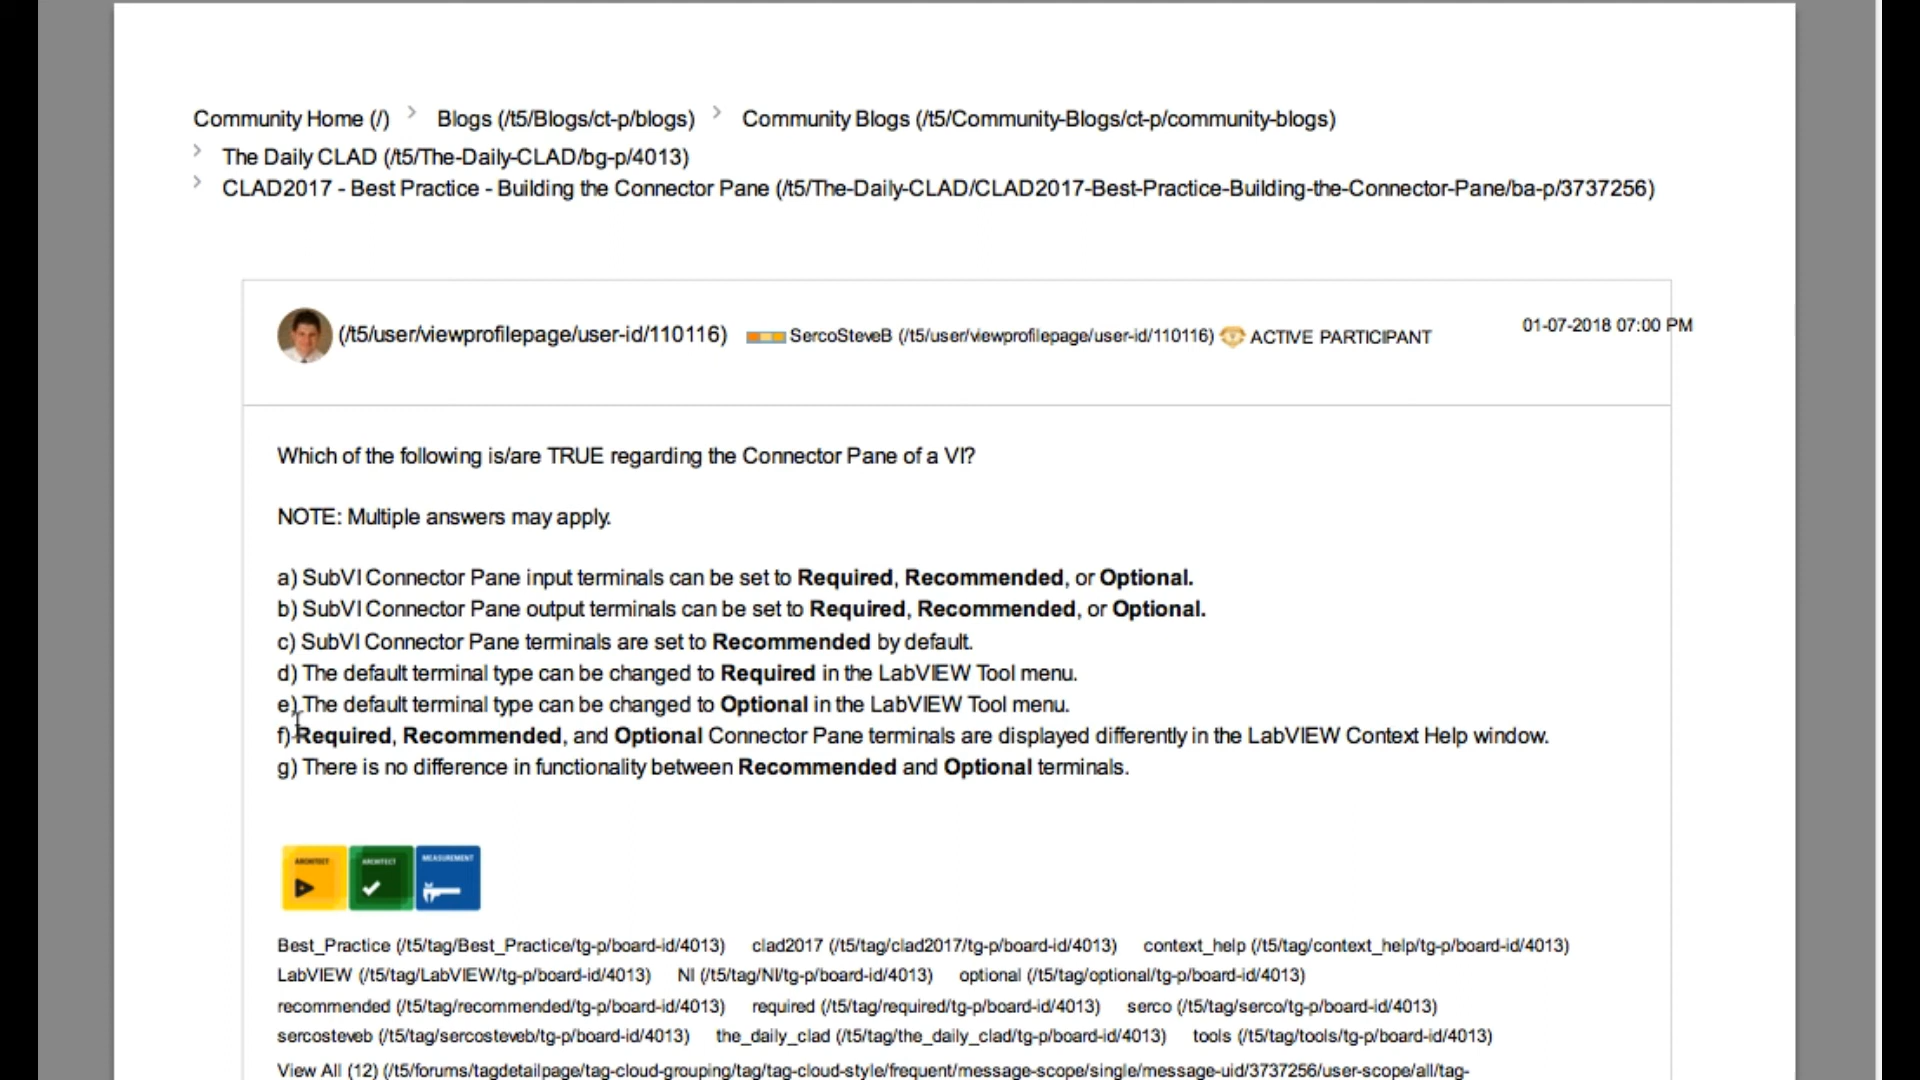 Community Home (/) > Blogs (/t5/Blogs/ct-p/blogs) > Community Blogs (/t5/Community-Blogs/ct-p/community-blogs)
> The Daily CLAD (/t5/The-Daily-CLAD/bg-p/4013)
> CLAD2017 - Best Practice - Building the Connector Pane (/t5/The-Daily-CLAD/CLAD2017-Best-Practice-Building-the-Connector-Pane/ba-p/3737256)
(/t5/user/viewprofilepage/user-id/110116) SercoSteveB (/t5/user/viewprofilepage/user-id/110116) ACTIVE PARTICIPANT 01-07-2018 07:00 PM
Which of the following is/are TRUE regarding the Connector Pane of a VI?
NOTE: Multiple answers may apply.
a) SubVI Connector Pane input terminals can be set to Required, Recommended, or Optional.
b) SubVI Connector Pane output terminals can be set to Required, Recommended, or Optional.
c) SubVI Connector Pane terminals are set to Recommended by default.
d) The default terminal type can be changed to Required in the LabVIEW Tool menu.
e) The default terminal type can be changed to Optional in the LabVIEW Tool menu.
f) Required, Recommended, and Optional Connector Pane terminals are displayed differently in the LabVIEW Context Help window.
g) There is no difference in functionality between Recommended and Optional terminals.
ARCHITECT ARCHITECT MEASUREMENT
Best_Practice (/t5/tag/Best_Practice/tg-p/board-id/4013) clad2017 (/t5/tag/clad2017/tg-p/board-id/4013) context_help (/t5/tag/context_help/tg-p/board-id/4013)
LabVIEW (/t5/tag/LabVIEW/tg-p/board-id/4013) NI (/t5/tag/NI/tg-p/board-id/4013) optional (/t5/tag/optional/tg-p/board-id/4013)
recommended (/t5/tag/recommended/tg-p/board-id/4013) required (/t5/tag/required/tg-p/board-id/4013) serco (/t5/tag/serco/tg-p/board-id/4013)
sercosteveb (/t5/tag/sercosteveb/tg-p/board-id/4013) the_daily_clad (/t5/tag/the_daily_clad/tg-p/board-id/4013) tools (/t5/tag/tools/tg-p/board-id/4013)
View All (12) (/t5/forums/tagdetailpage/tag-cloud-grouping/tag/tag-cloud-style/frequent/message-scope/single/message-uid/3737256/user-scope/all/tag-